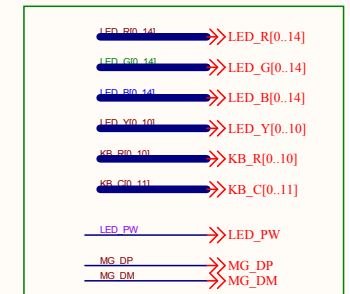 LED_R[0..14] LED_R[0..14]
LED_G[0..14] LED_G[0..14]
LED_B[0..14] LED_B[0..14]
LED_Y[0..10] LED_Y[0..10]
KB_R[0..10] KB_R[0..10]
KB_C[0..11] KB_C[0..11]
LED_PW LED_PW
MG_DP MG_DP
MG_DM MG_DM